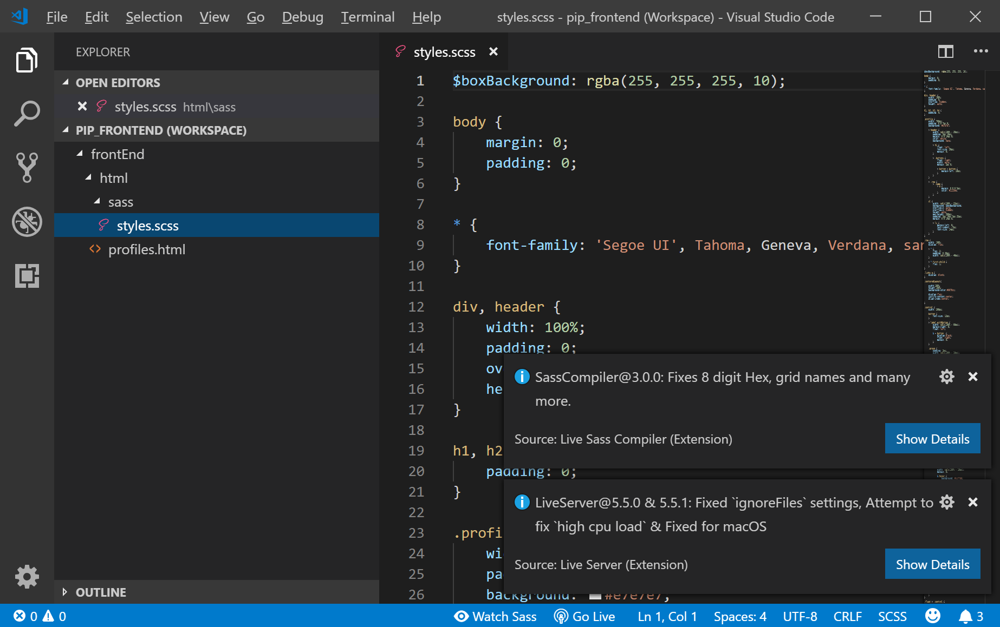 File Edit Selection View Go Debug Terminal Help styles.scss - pip_frontend (Workspace) - Visual Studio Code
EXPLORER
OPEN EDITORS
styles.scss html\sass
PIP_FRONTEND (WORKSPACE)
frontEnd
html
sass
styles.scss
profiles.html
OUTLINE
styles.scss
1 $boxBackground: rgba(255, 255, 255, 10);
2
3 body {
4 margin: 0;
5 padding: 0;
6 }
7
8 * {
9 font-family: 'Segoe UI', Tahoma, Geneva, Verdana, san
10 }
11
12 div, header {
13 width: 100%;
14 padding: 0;
15 ov
16 he
17 }
18
19 h1, h2
20 padding: 0;
21 }
22
23 .profi
24 wi
25 pa
26 background: #e7e7e7;
SassCompiler@3.0.0: Fixes 8 digit Hex, grid names and many
more.
Source: Live Sass Compiler (Extension)
Show Details
LiveServer@5.5.0 & 5.5.1: Fixed `ignoreFiles` settings, Attempt to
fix `high cpu load` & Fixed for macOS
Source: Live Server (Extension)
Show Details
0 0 Watch Sass Go Live Ln 1, Col 1 Spaces: 4 UTF-8 CRLF SCSS 3